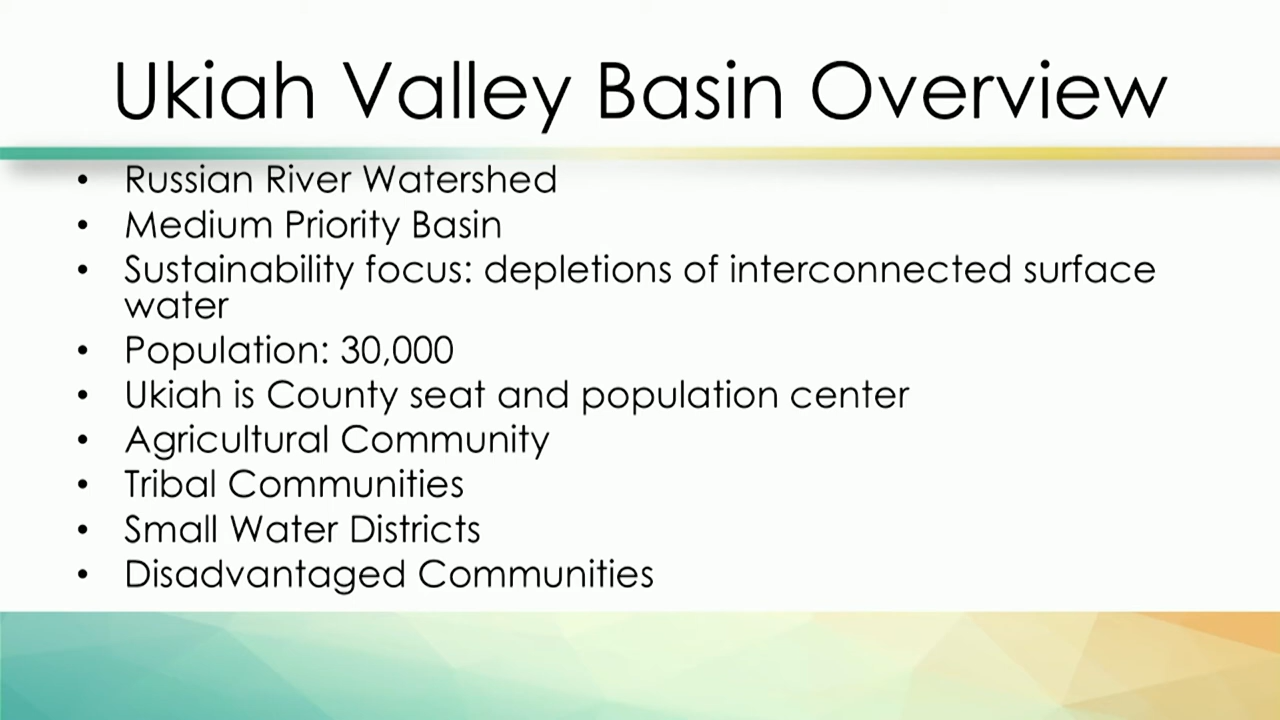 Ukiah Valley Basin Overview
• Russian River Watershed
• Medium Priority Basin
• Sustainability focus: depletions of interconnected surface
water
• Population: 30,000
• Ukiah is County seat and population center
• Agricultural Community
• Tribal Communities
• Small Water Districts
• Disadvantaged Communities